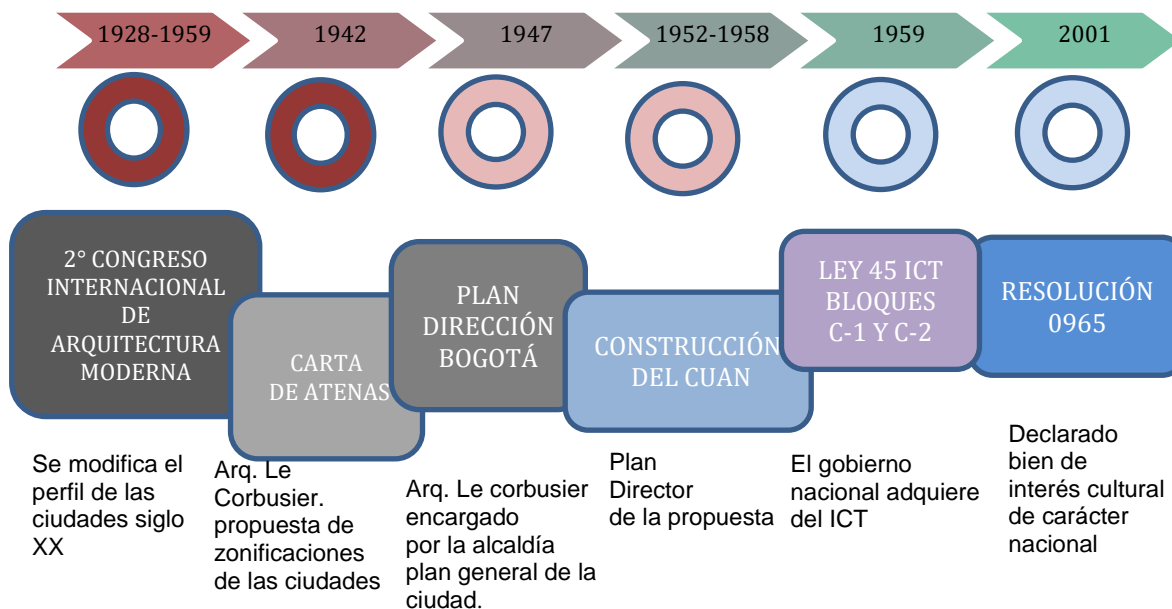 1928-1959
1942
1947
1952-1958
1959
2001
2° CONGRESO
INTERNACIONAL
DE
ARQUITECTURA
MODERNA
CARTA
DE ATENAS
PLAN
DIRECCIÓN
BOGOTÁ
CONSTRUCCIÓN
DEL CUAN
LEY 45 ICT
BLOQUES
C-1 Y C-2
RESOLUCIÓN
0965
Se modifica el
perfil de las
ciudades siglo
XX
Arq. Le
Corbusier.
propuesta de
zonificaciones
de las ciudades
Arq. Le corbusier
encargado
por la alcaldía
plan general de la
ciudad.
Plan
Director
de la propuesta
El gobierno
nacional adquiere
del ICT
Declarado
bien de
interés cultural
de carácter
nacional